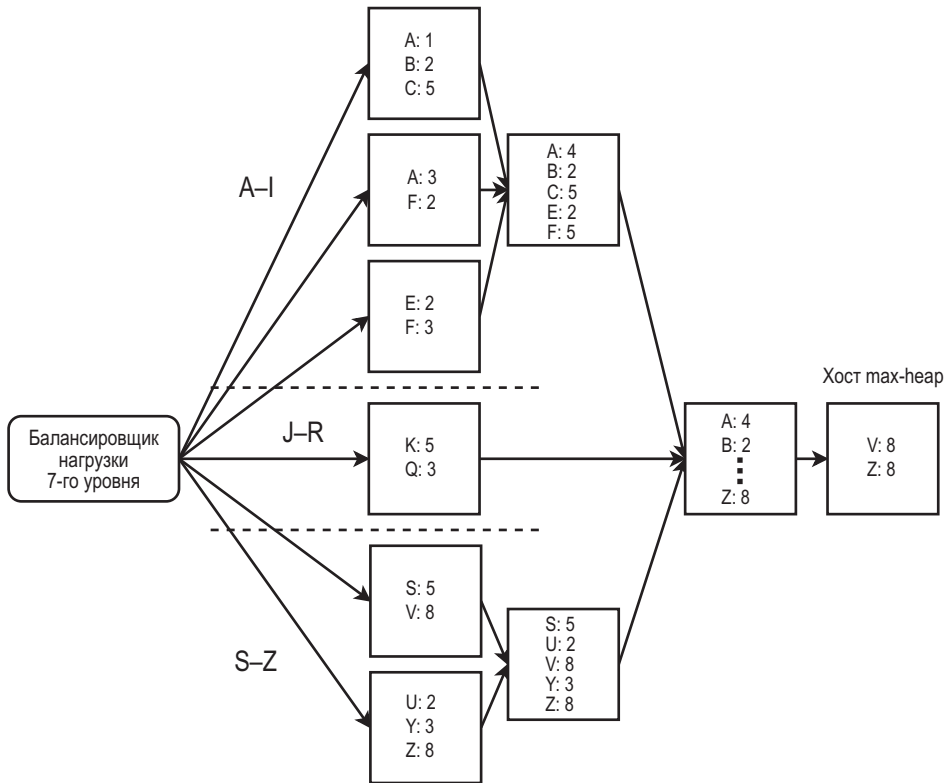 A: 1
B: 2
C: 5
A–I
A: 3
F: 2
A: 4
B: 2
C: 5
E: 2
F: 5
E: 2
F: 3
Хост max-heap
Балансировщик
нагрузки
7-го уровня
J–R
K: 5
Q: 3
A: 4
B: 2
Z: 8
V: 8
Z: 8
S: 5
V: 8
S–Z
S: 5
U: 2
V: 8
Y: 3
Z: 8
U: 2
Y: 3
Z: 8